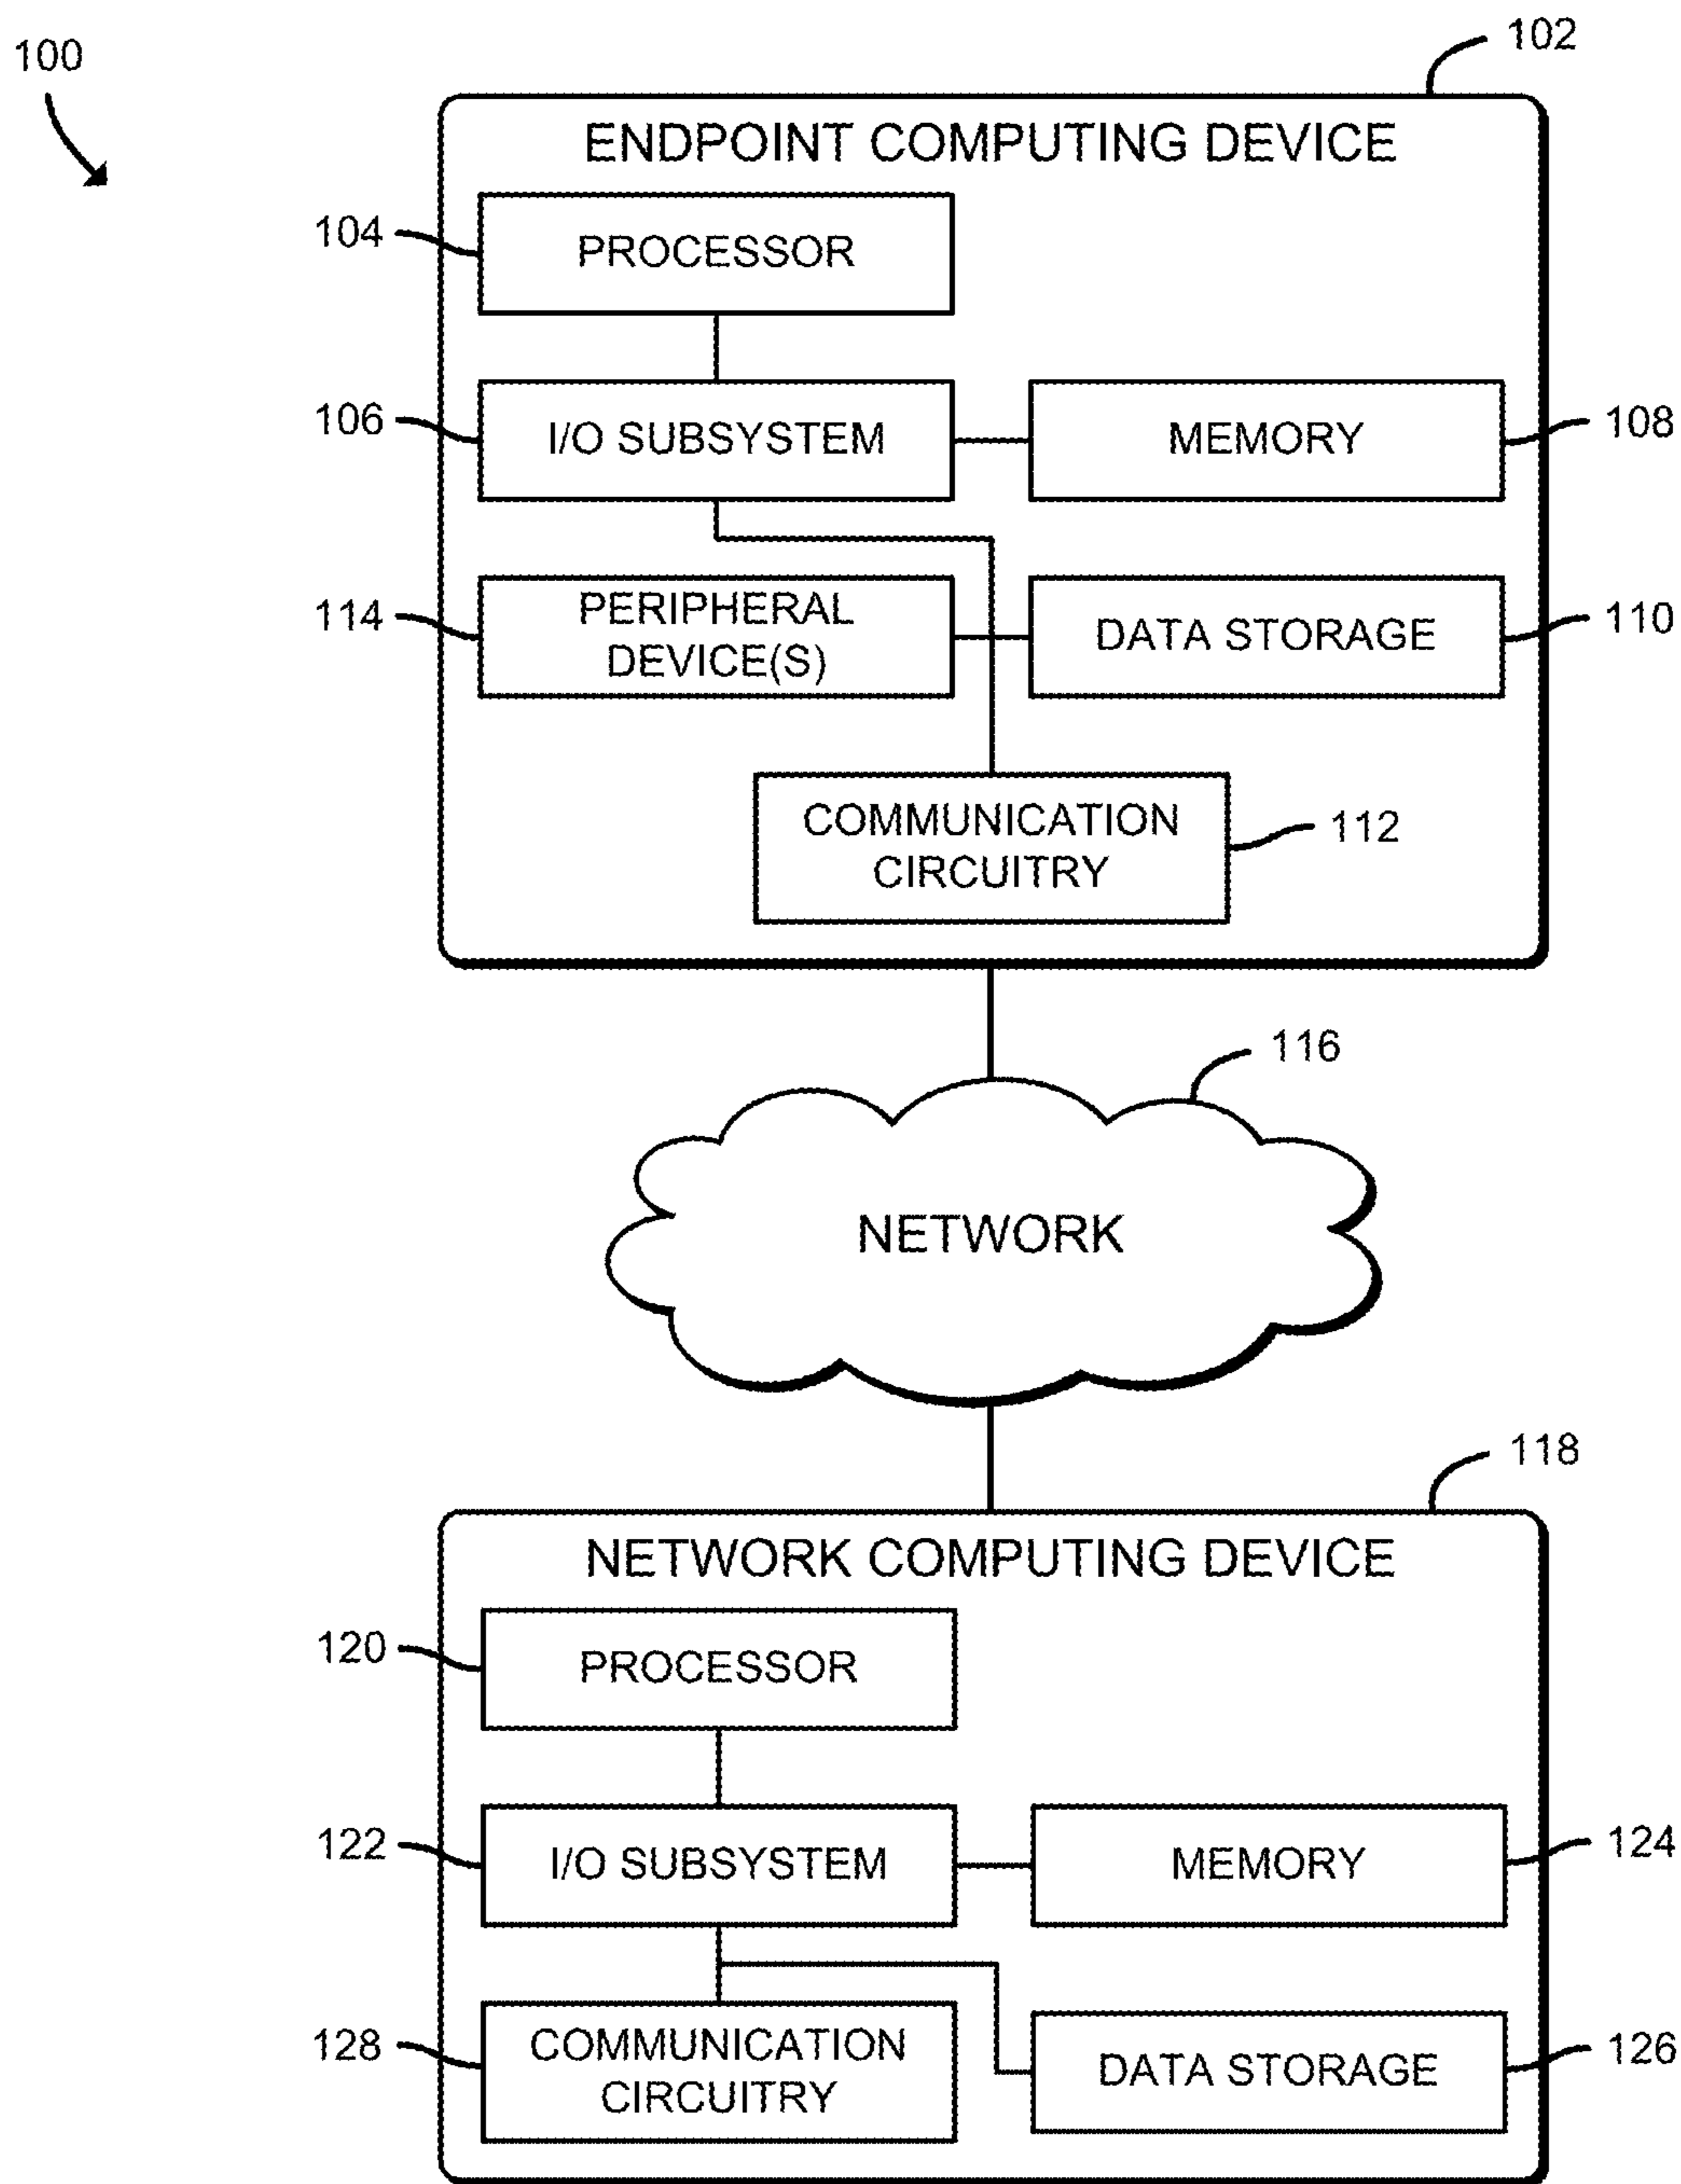 100
102
ENDPOINT COMPUTING DEVICE
104
PROCESSOR
106
I/O SUBSYSTEM
MEMORY
108
114
PERIPHERAL
DEVICE(S)
DATA STORAGE
110
COMMUNICATION
CIRCUITRY
112
116
NETWORK
118
NETWORK COMPUTING DEVICE
120
PROCESSOR
122
I/O SUBSYSTEM
MEMORY
124
128
COMMUNICATION
CIRCUITRY
DATA STORAGE
126